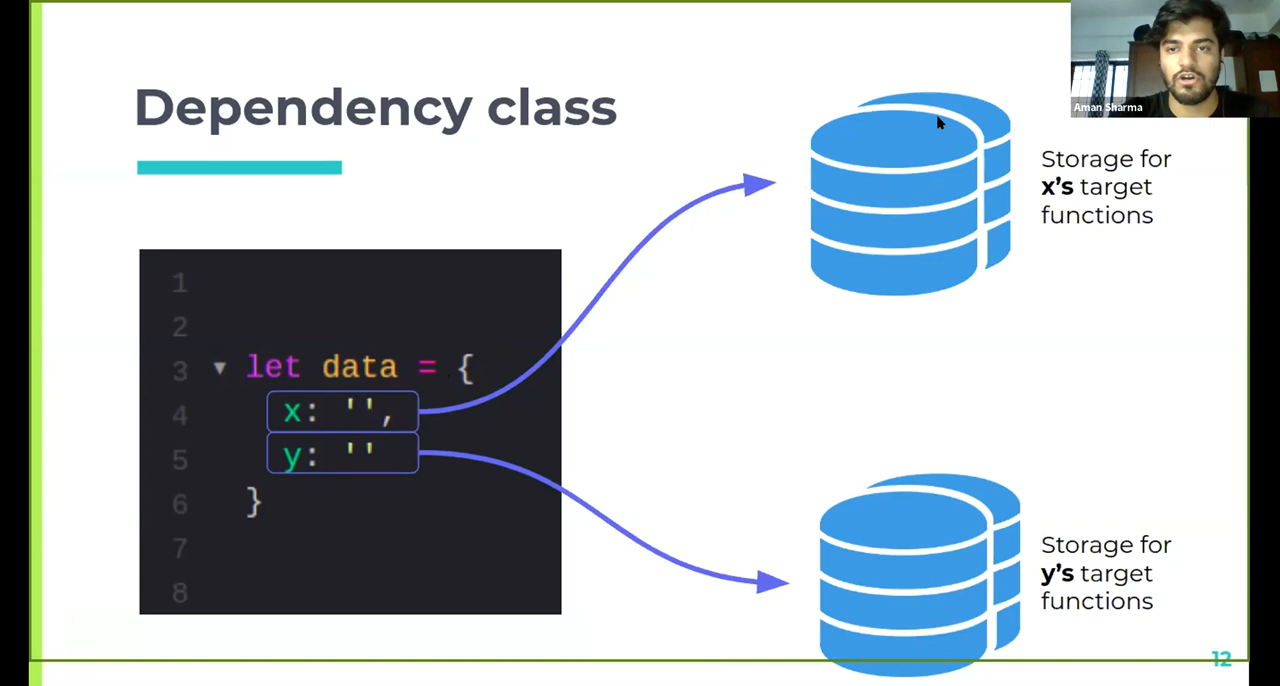 Dependency class
Aman Sharma
Storage for
x's target
functions
1
2
3 ▼ let data = {
4 x: '',
5 y: ''
6 }
7
8
Storage for
y's target
functions
12